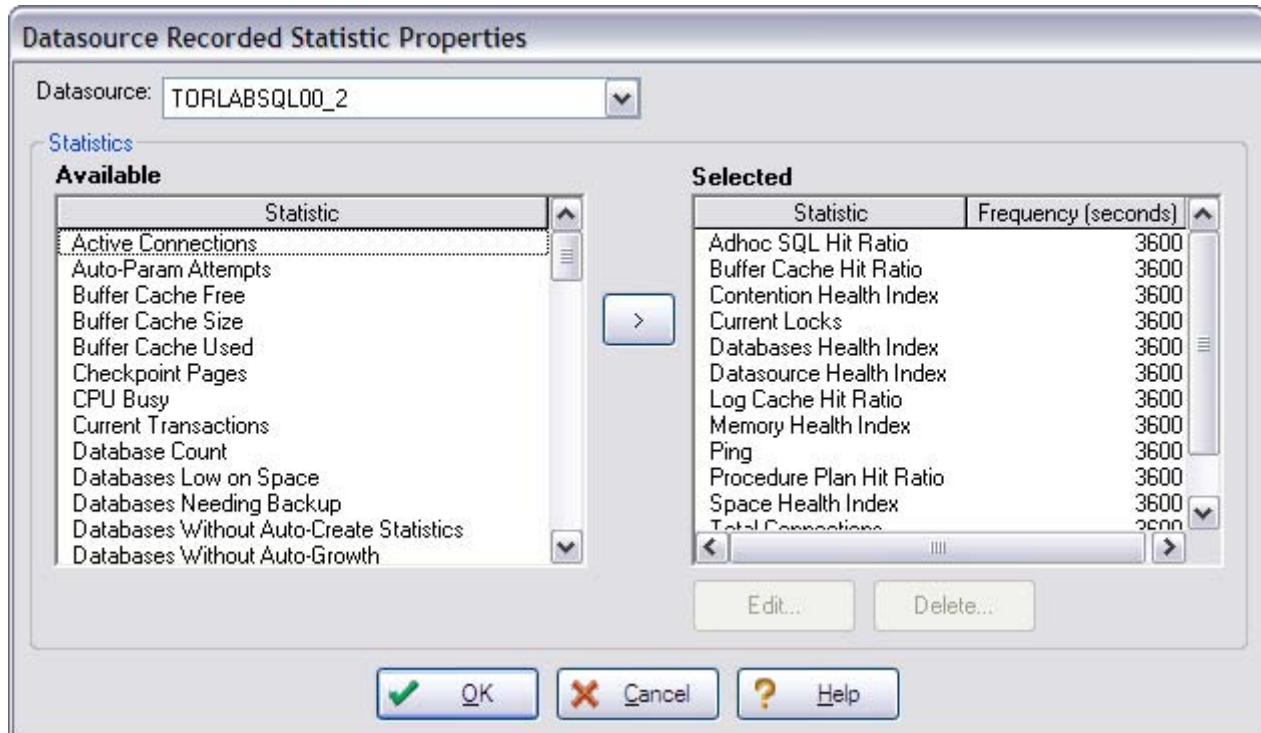 Datasource Recorded Statistic Properties
Datasource: TORLABSQL00_2
Statistics
Available
Statistic
Active Connections
Auto-Param Attempts
Buffer Cache Free
Buffer Cache Size
Buffer Cache Used
Checkpoint Pages
CPU Busy
Current Transactions
Database Count
Databases Low on Space
Databases Needing Backup
Databases Without Auto-Create Statistics
Databases Without Auto-Growth
>
Selected
Statistic Frequency (seconds)
Adhoc SQL Hit Ratio 3600
Buffer Cache Hit Ratio 3600
Contention Health Index 3600
Current Locks 3600
Databases Health Index 3600
Datasource Health Index 3600
Log Cache Hit Ratio 3600
Memory Health Index 3600
Ping 3600
Procedure Plan Hit Ratio 3600
Space Health Index 3600
Total Connections 3600
Edit... Delete...
OK Cancel Help